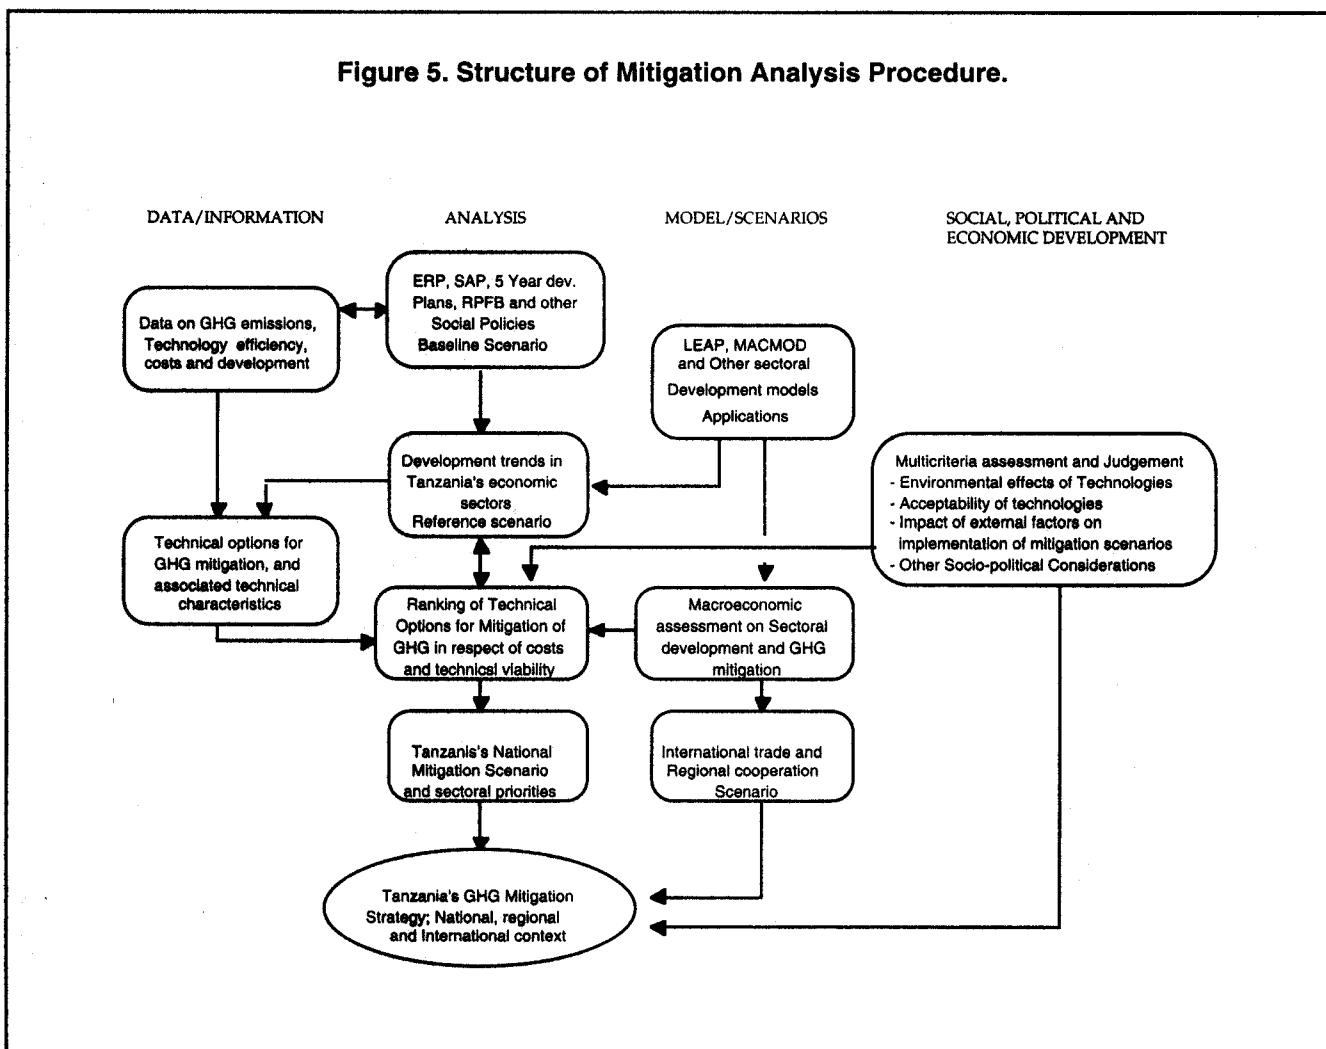 Figure 5. Structure of Mitigation Analysis Procedure.
DATA/INFORMATION
ANALYSIS
MODEL/SCENARIOS
SOCIAL, POLITICAL AND
ECONOMIC DEVELOPMENT
Data on GHG emissions,
Technology efficiency,
costs and development
ERP, SAP, 5 Year dev.
Plans, RPFB and other
Social Policies
Baseline Scenario
LEAP, MACMOD
and Other sectoral
Development models
Applications
Development trends in
Tanzania's economic
sectors
Reference scenario
Multicriteria assessment and Judgement
- Environmental effects of Technologies
- Acceptability of technologies
- Impact of external factors on
implementation of mitigation scenarios
- Other Socio-political Considerations
Technical options for
GHG mitigation, and
associated technical
characteristics
Ranking of Technical
Options for Mitigation of
GHG in respect of costs
and technical viability
Macroeconomic
assessment on Sectoral
development and GHG
mitigation
Tanzanis's National
Mitigation Scenario
and sectoral priorities
International trade and
Regional cooperation
Scenario
Tanzania's GHG Mitigation
Strategy; National, regional
and International context